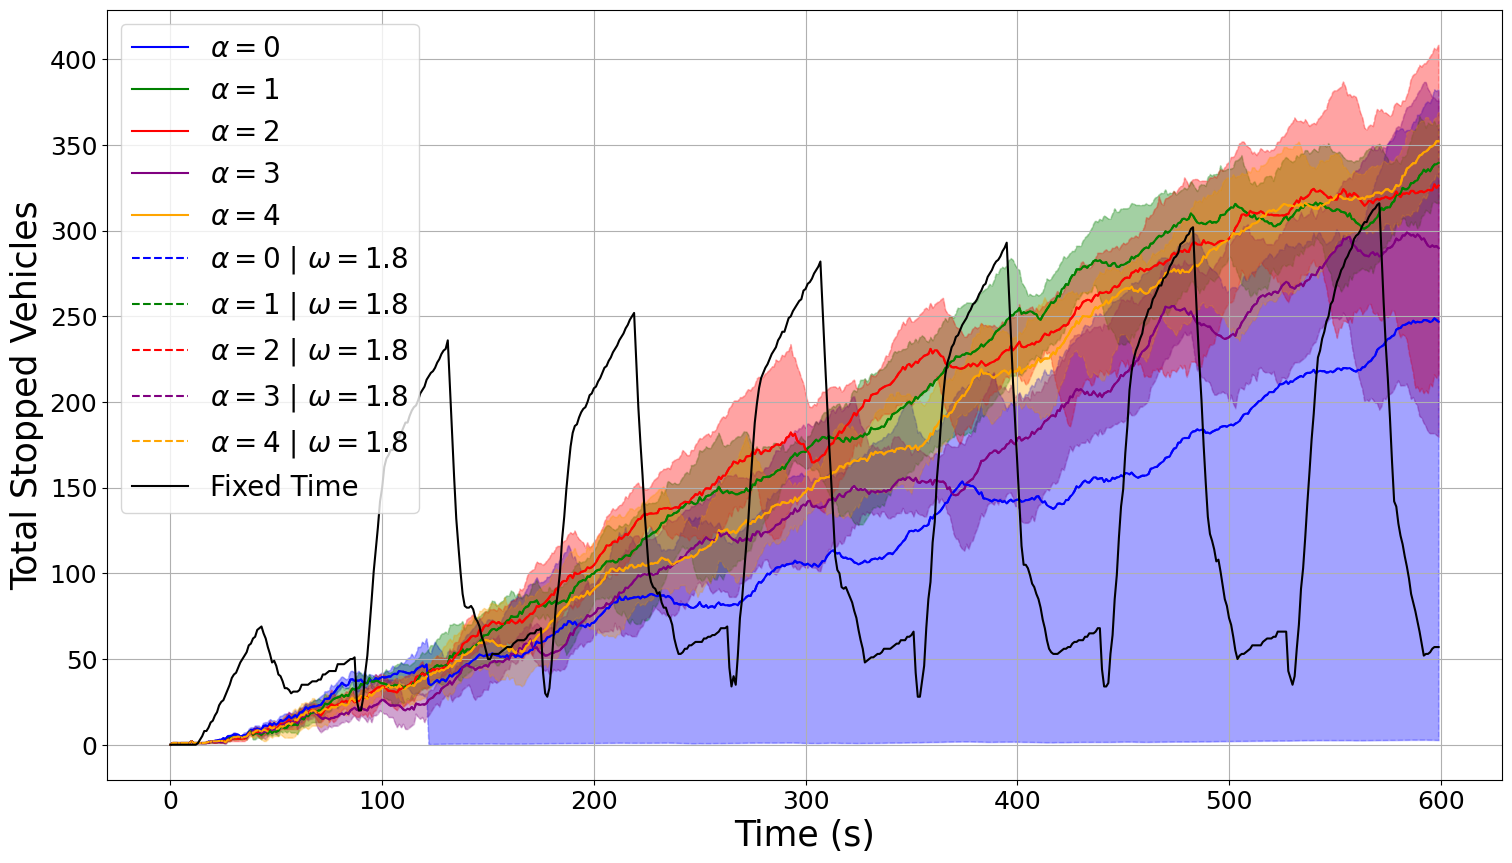 Total Stopped Vehicles
400
350
300
250
200
150
100
50
0
α = 0
α = 1
α = 2
α = 3
α = 4
α = 0 | ω = 1.8
α = 1 | ω = 1.8
α = 2 | ω = 1.8
α = 3 | ω = 1.8
α = 4 | ω = 1.8
Fixed Time
0 100 200 300 400 500 600
Time (s)